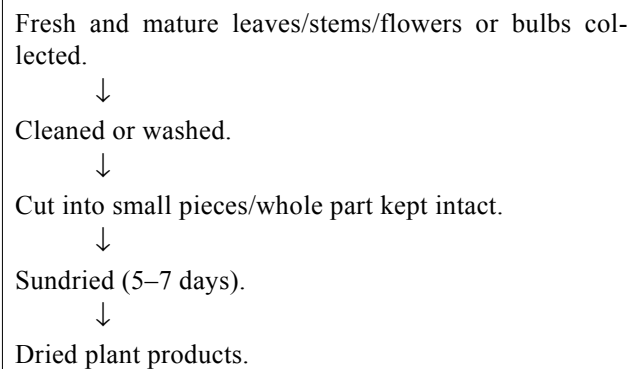 Fresh and mature leaves/stems/flowers or bulbs col-
lected.
↓
Cleaned or washed.
↓
Cut into small pieces/whole part kept intact.
↓
Sundried (5–7 days).
↓
Dried plant products.